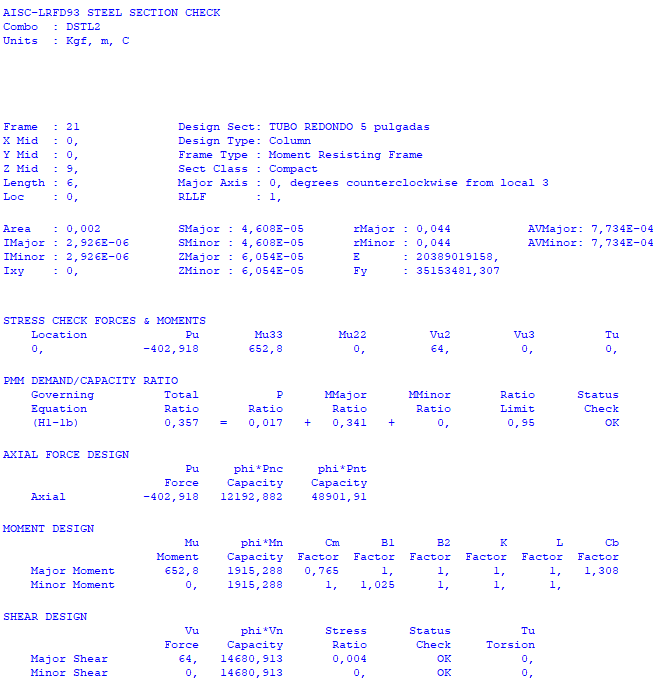 AISC-LRFD93 STEEL SECTION CHECK
Combo  : DSTL2
Units  : Kgf, m, C
Frame  : 21              Design Sect: TUBO REDONDO 5 pulgadas
X Mid  : 0,              Design Type: Column
Y Mid  : 0,              Frame Type : Moment Resisting Frame
Z Mid  : 9,              Sect Class : Compact
Length : 6,              Major Axis : 0, degrees counterclockwise from local 3
Loc    : 0,              RLLF       : 1,
Area   : 0,002           SMajor : 4,608E-05       rMajor : 0,044           AVMajor: 7,734E-04
IMajor : 2,926E-06       SMinor : 4,608E-05       rMinor : 0,044           AVMinor: 7,734E-04
IMinor : 2,926E-06       ZMajor : 6,054E-05       E      : 20389019158,
Ixy    : 0,              ZMinor : 6,054E-05       Fy     : 35153481,307
STRESS CHECK FORCES & MOMENTS
Location              Pu        Mu33        Mu22        Vu2        Vu3        Tu
0,              -402,918       652,8          0,        64,         0,        0,
PMM DEMAND/CAPACITY RATIO
Governing          Total           P      MMajor      MMinor      Ratio     Status
Equation           Ratio       Ratio       Ratio       Ratio      Limit      Check
(H1-1b)            0,357   =   0,017   +   0,341   +      0,       0,95         OK
AXIAL FORCE DESIGN
Pu     phi*Pnc     phi*Pnt
Force    Capacity    Capacity
Axial           -402,918   12192,882    48901,91
MOMENT DESIGN
Mu      phi*Mn      Cm      B1      B2       K       L      Cb
Moment    Capacity  Factor  Factor  Factor  Factor  Factor  Factor
Major Moment       652,8    1915,288   0,765      1,      1,      1,      1,   1,308
Minor Moment          0,    1915,288      1,   1,025      1,      1,      1,
SHEAR DESIGN
Vu      phi*Vn      Stress      Status          Tu
Force    Capacity       Ratio       Check     Torsion
Major Shear          64,   14680,913       0,004          OK          0,
Minor Shear           0,   14680,913          0,          OK          0,